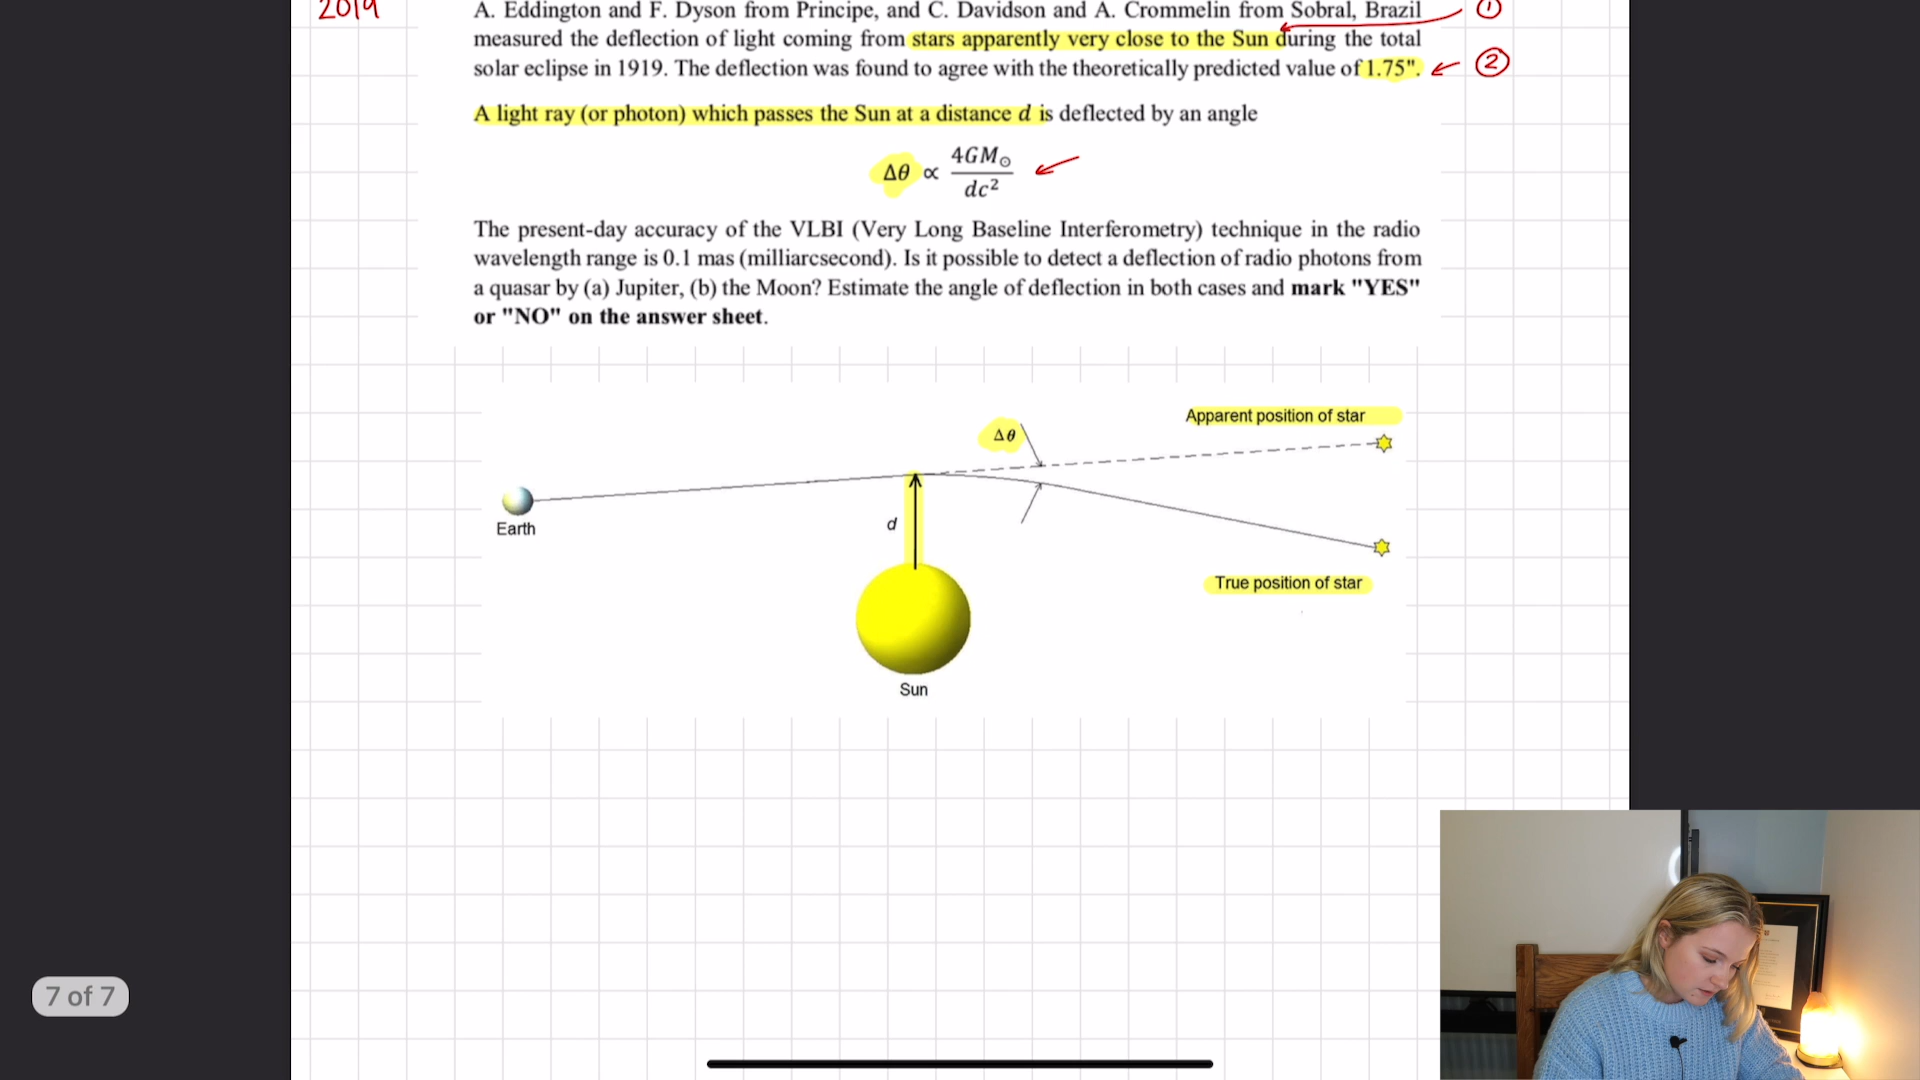 2019
A. Eddington and F. Dyson from Principe, and C. Davidson and A. Crommelin from Sobral, Brazil ①
measured the deflection of light coming from stars apparently very close to the Sun during the total
solar eclipse in 1919. The deflection was found to agree with the theoretically predicted value of 1.75". ②
A light ray (or photon) which passes the Sun at a distance d is deflected by an angle
Δθ ∝ 4GM☉ / dc²
The present-day accuracy of the VLBI (Very Long Baseline Interferometry) technique in the radio
wavelength range is 0.1 mas (milliarcsecond). Is it possible to detect a deflection of radio photons from
a quasar by (a) Jupiter, (b) the Moon? Estimate the angle of deflection in both cases and mark "YES"
or "NO" on the answer sheet.
Apparent position of star
Δθ
Earth
d
True position of star
Sun
7 of 7